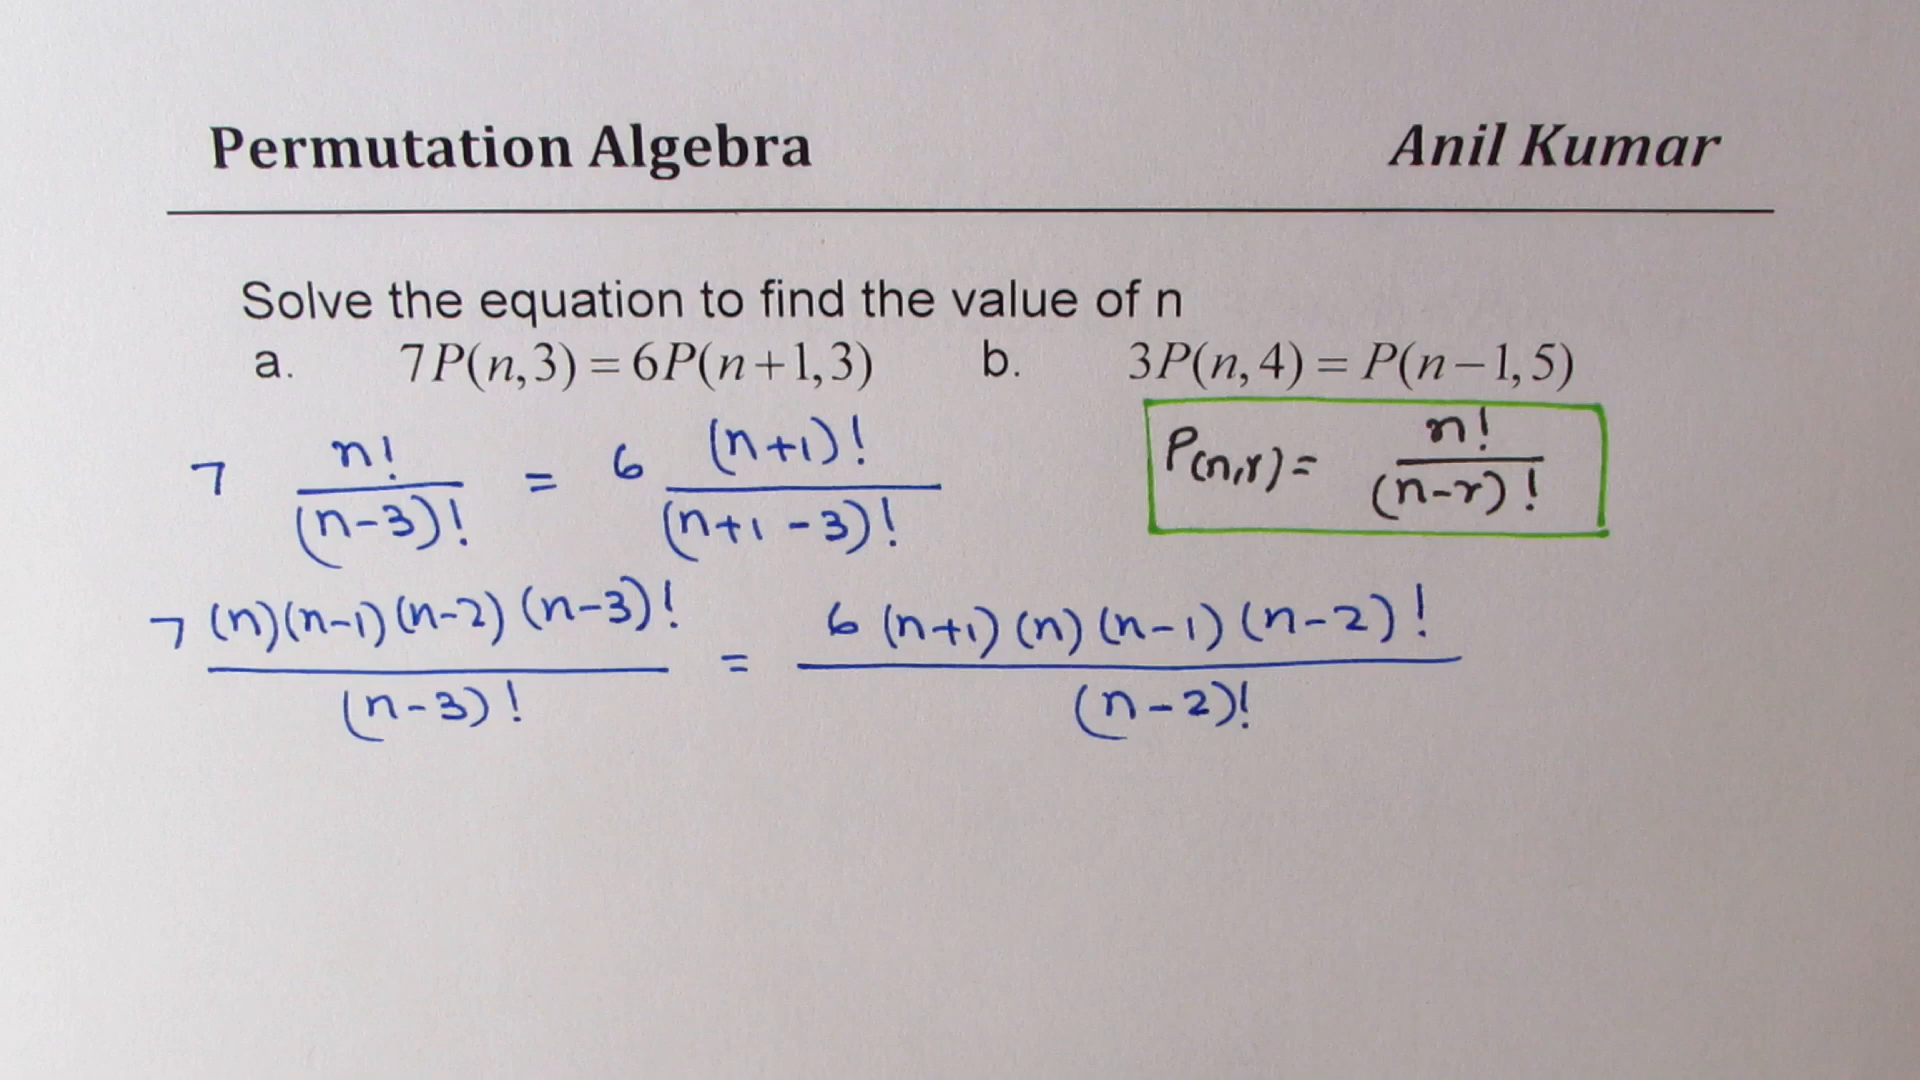 Permutation Algebra Anil Kumar
Solve the equation to find the value of n
a. 7P(n,3) = 6P(n+1,3) b. 3P(n,4) = P(n−1,5)
7 n!/(n-3)! = 6 (n+1)!/(n+1-3)!
P(n,r) = n!/(n-r)!
7 (n)(n-1)(n-2)(n-3)!/(n-3)! = 6 (n+1)(n)(n-1)(n-2)!/(n-2)!